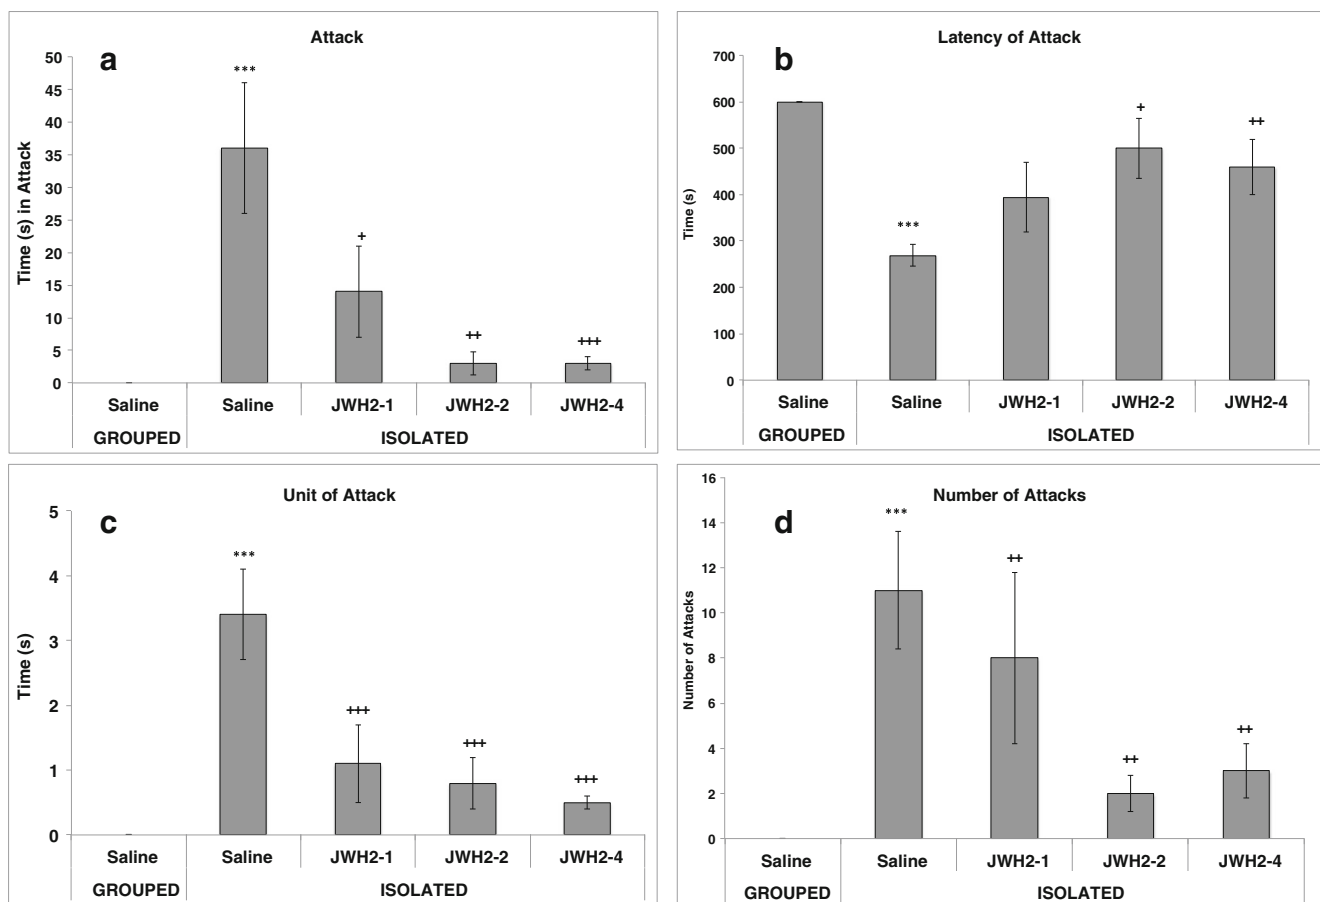 Attack
a
50
45
40
35
30
25
20
15
10
5
0
Time (s) in Attack
***
+
++
+++
Saline Saline JWH2-1 JWH2-2 JWH2-4
GROUPED ISOLATED
Latency of Attack
b
700
600
500
400
300
200
100
0
Time (s)
***
+
++
Saline Saline JWH2-1 JWH2-2 JWH2-4
GROUPED ISOLATED
Unit of Attack
c
5
4
3
2
1
0
Time (s)
***
+++
+++
+++
Saline Saline JWH2-1 JWH2-2 JWH2-4
GROUPED ISOLATED
Number of Attacks
d
16
14
12
10
8
6
4
2
0
Number of Attacks
***
++
++
++
Saline Saline JWH2-1 JWH2-2 JWH2-4
GROUPED ISOLATED